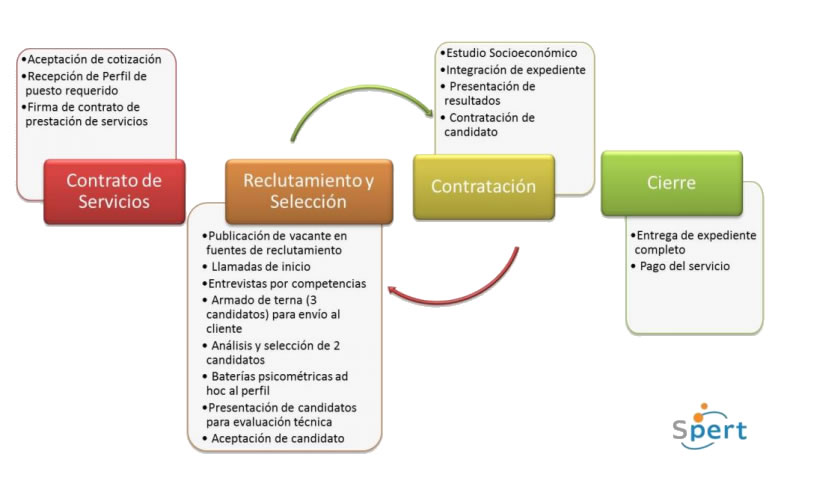 •Aceptación de cotización
•Recepción de Perfil de
puesto requerido
•Firma de contrato de
prestación de servicios
Contrato de
Servicios
Reclutamiento y
Selección
•Publicación de vacante en
fuentes de reclutamiento
• Llamadas de inicio
•Entrevistas por competencias
• Armado de terna (3
candidatos) para envío al
cliente
• Análisis y selección de 2
candidatos
• Baterías psicométricas ad
hoc al perfil
•Presentación de candidatos
para evaluación técnica
• Aceptación de candidato
•Estudio Socioeconómico
•Integración de expediente
• Presentación de
resultados
• Contratación de
candidato
Contratación
Cierre
•Entrega de expediente
completo
• Pago del servicio
Spert